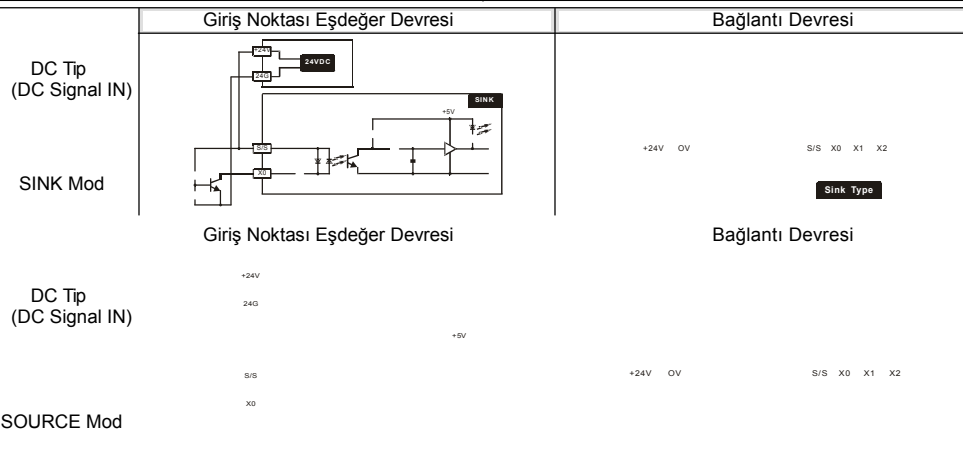 Giriş Noktası Eşdeğer Devresi
Bağlantı Devresi
DC Tip
(DC Signal IN)
SINK Mod
+24V
24VDC
24G
SINK
+5V
S/S
X0
+24V OV S/S X0 X1 X2
Sink Type
Giriş Noktası Eşdeğer Devresi
Bağlantı Devresi
DC Tip
(DC Signal IN)
SOURCE Mod
+24V
24G
+5V
S/S
X0
+24V OV S/S X0 X1 X2